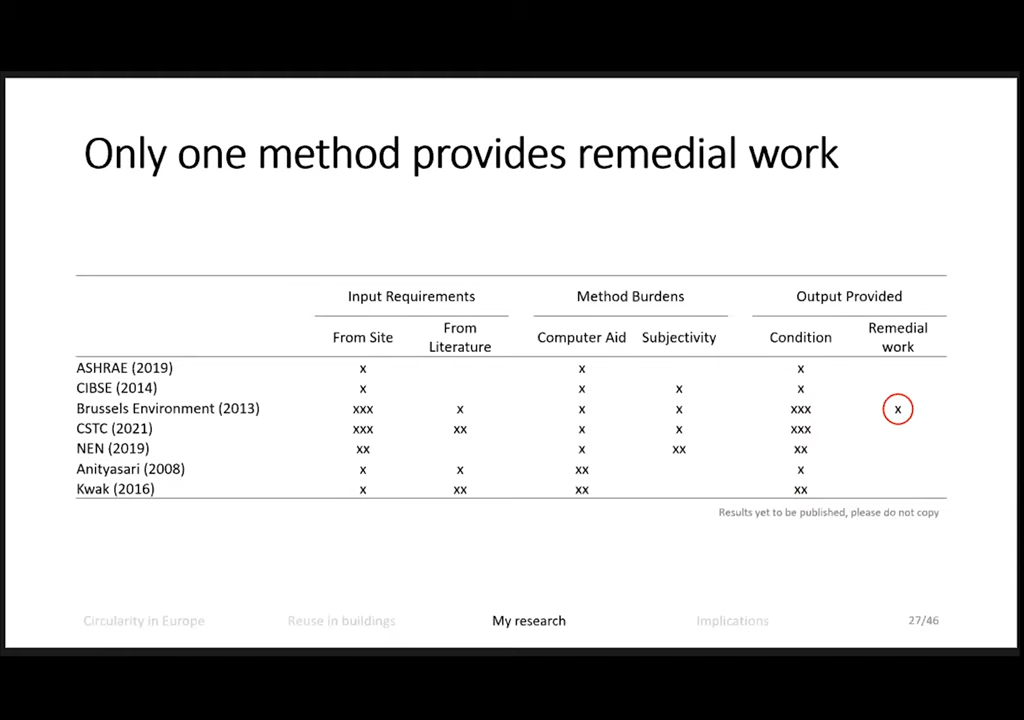 Only one method provides remedial work
Input Requirements Method Burdens Output Provided
From Site From Literature Computer Aid Subjectivity Condition Remedial work
ASHRAE (2019) x x x
CIBSE (2014) x x x x
Brussels Environment (2013) xxx x x x xxx x
CSTC (2021) xxx xx x x xxx
NEN (2019) xx x xx xx
Anityasari (2008) x x xx x
Kwak (2016) x xx xx xx
Results yet to be published, please do not copy
Circularity in Europe Reuse in buildings My research Implications 27/46